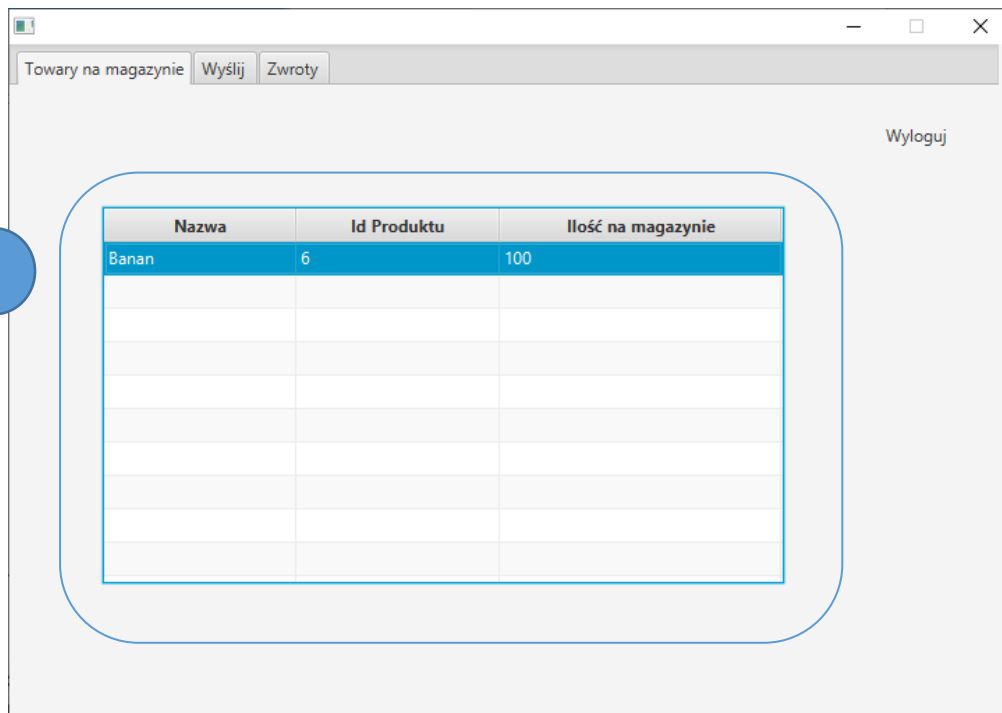 Towary na magazynie Wyślij Zwroty
Wyloguj
Nazwa Id Produktu Ilość na magazynie
Banan 6 100